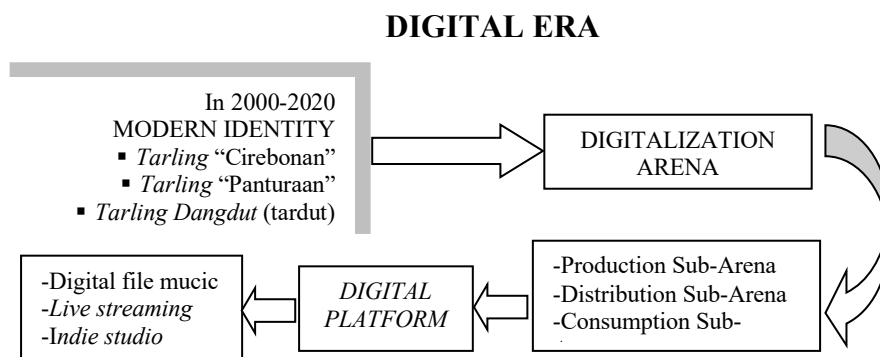 DIGITAL ERA
In 2000-2020
MODERN IDENTITY
▪ Tarling “Cirebonan”
▪ Tarling “Panturaan”
▪ Tarling Dangdut (tardut)
DIGITALIZATION
ARENA
-Production Sub-Arena
-Distribution Sub-Arena
-Consumption Sub-
DIGITAL
PLATFORM
-Digital file mucic
-Live streaming
-Indie studio